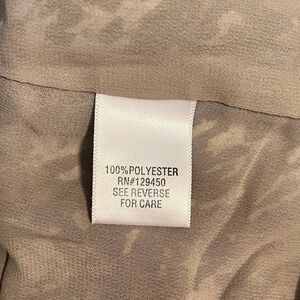 100%POLYESTER
RN#129450
SEE REVERSE
FOR CARE